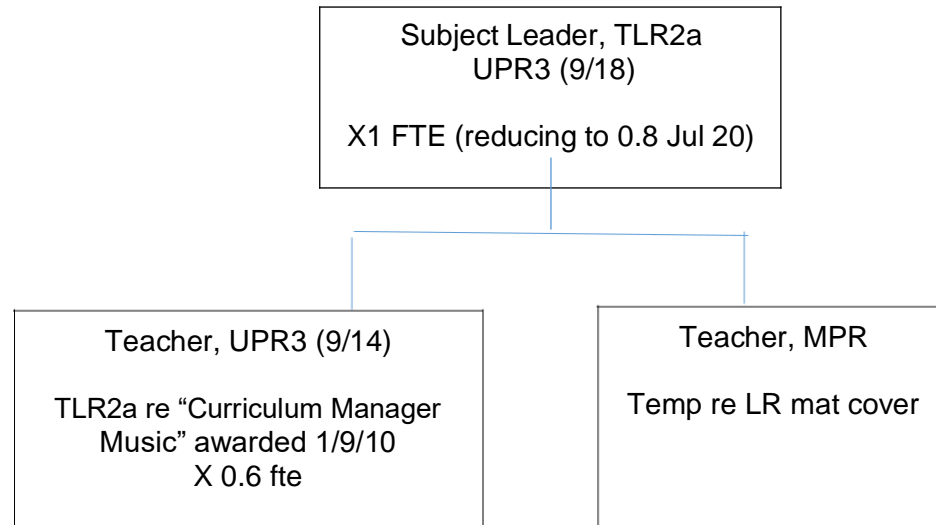 Subject Leader, TLR2a
UPR3 (9/18)
X1 FTE (reducing to 0.8 Jul 20)
Teacher, UPR3 (9/14)
TLR2a re “Curriculum Manager
Music” awarded 1/9/10
X 0.6 fte
Teacher, MPR
Temp re LR mat cover